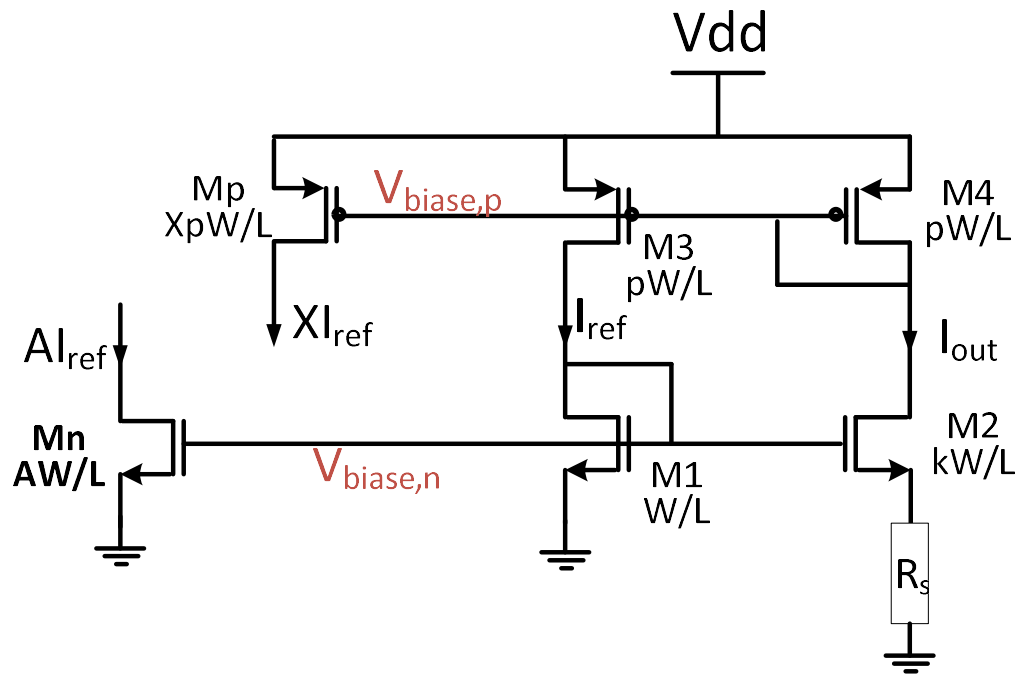 Vdd
Mp
XpW/L
Vbiase,p
M4
pW/L
M3
pW/L
Iref
XIref
AIref
Iout
Mn
AW/L
Vbiase,n
M1
W/L
M2
kW/L
Rs